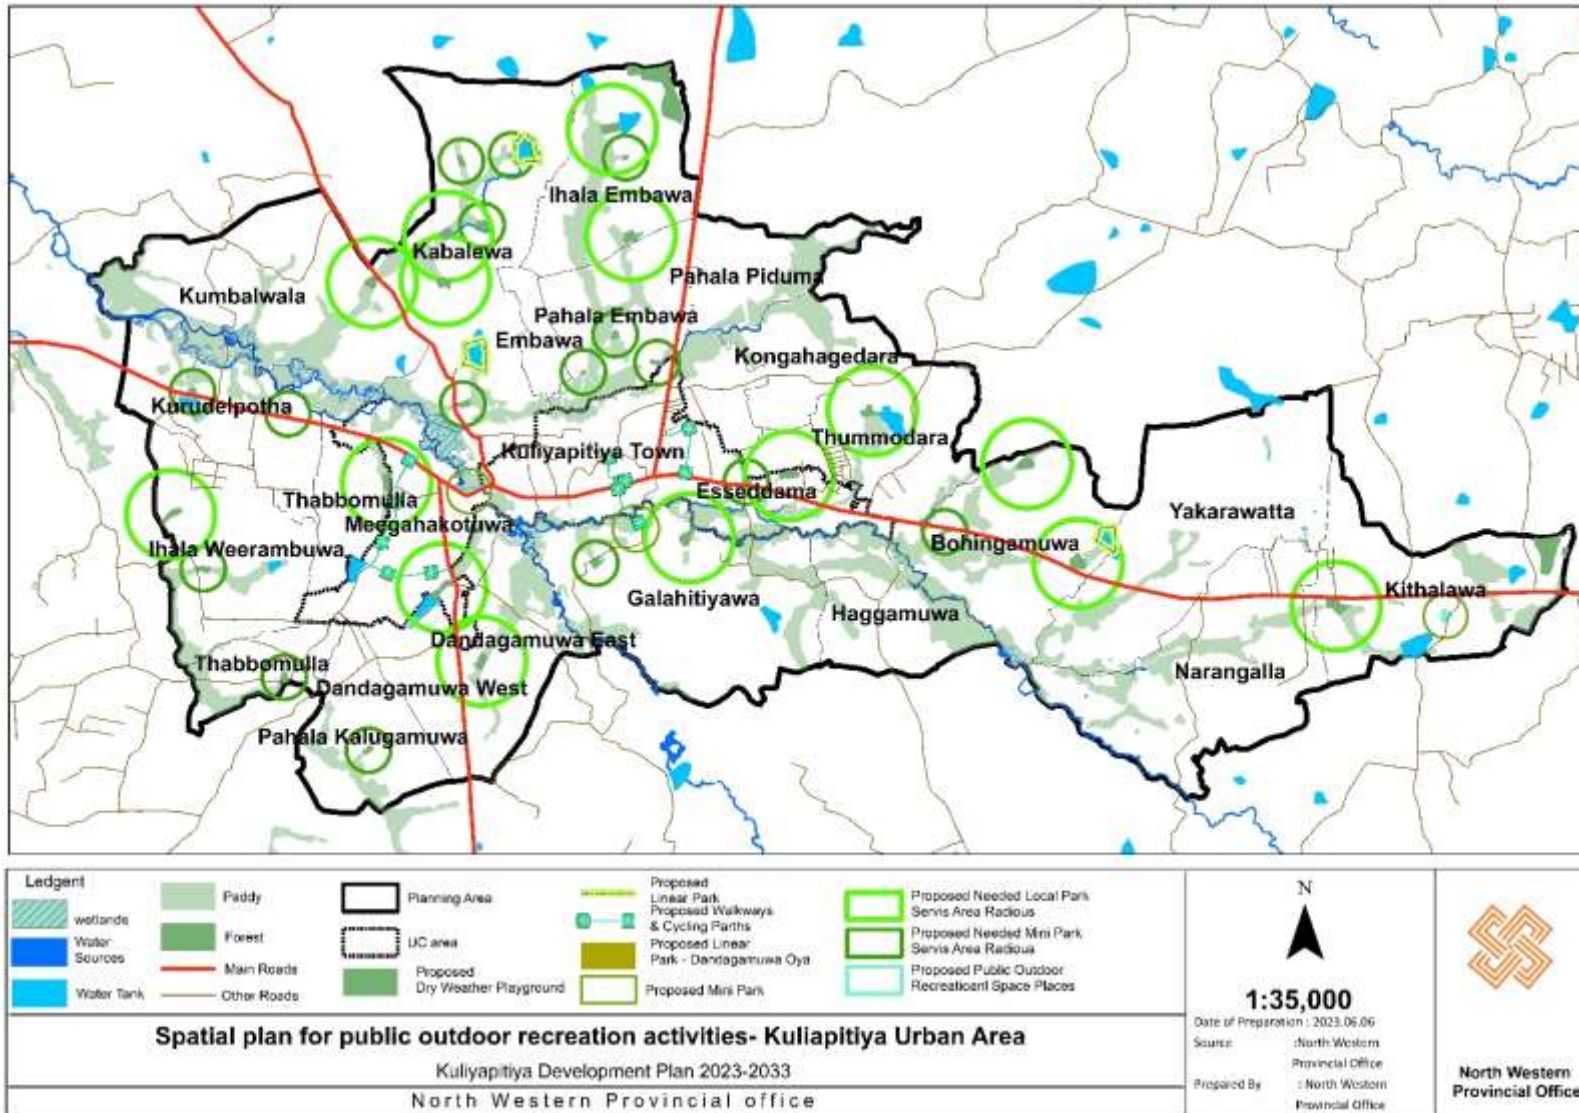 Ihala Embawa
Kabalewa
Pahala Piduma
Kumbalwala
Pahala Embawa
Embawa
Kongahagedara
Kurudelpotha
Thummodara
Kuliyapitiya Town
Thabbomulla
Esseddama
Meegahakotuwa
Yakarawatta
Bohingamuwa
Ihala Weerambuwa
Kithalawa
Galahitiyawa
Haggamuwa
Dandagamuwa East
Thabbomulla
Narangalla
Dandagamuwa West
Pahala Kalugamuwa
Ledgent
wetlands
Water
Sources
Water Tank
Paddy
Forest
Main Roads
Other Roads
Planning Area
UC area
Proposed
Dry Weather Playground
Proposed
Linear Park
Proposed Walkways
& Cycling Parths
Proposed Linear
Park - Dandagamuwa Oya
Proposed Mini Park
Proposed Needed Local Park
Servis Area Radious
Proposed Needed Mini Park
Servis Area Radious
Proposed Public Outdoor
Recreationl Space Places
N
1:35,000
Date of Preparation : 2023.06.06
Source :North Western
Provincial Office
Prepared By : North Western
Provincial Office
North Western
Provincial Office
Spatial plan for public outdoor recreation activities- Kuliapitiya Urban Area
Kuliyapitiya Development Plan 2023-2033
North Western Provincial office